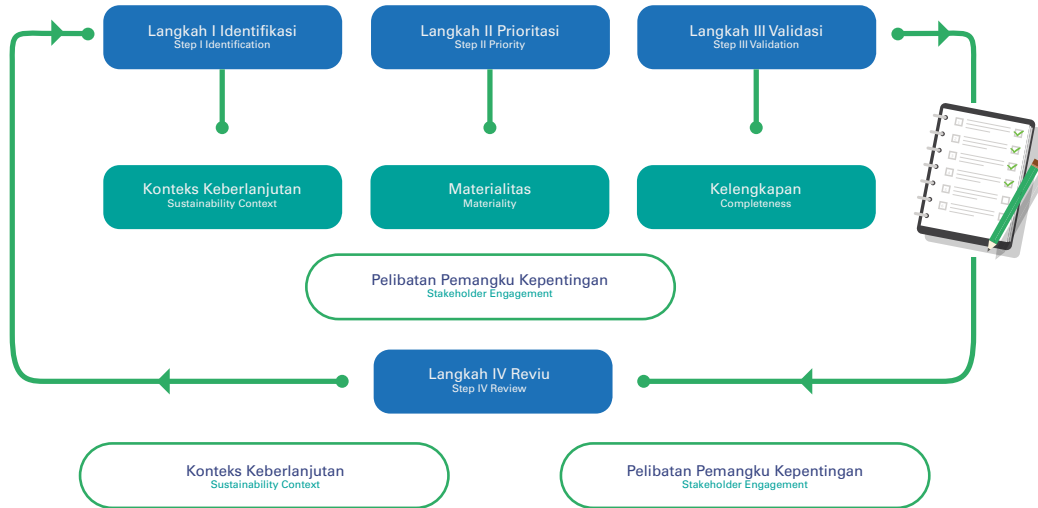 Langkah I Identifikasi
Step I Identification
Langkah II Prioritasi
Step II Priority
Langkah III Validasi
Step III Validation
Konteks Keberlanjutan
Sustainability Context
Materialitas
Materiality
Kelengkapan
Completeness
Pelibatan Pemangku Kepentingan
Stakeholder Engagement
Langkah IV Reviu
Step IV Review
Konteks Keberlanjutan
Sustainability Context
Pelibatan Pemangku Kepentingan
Stakeholder Engagement